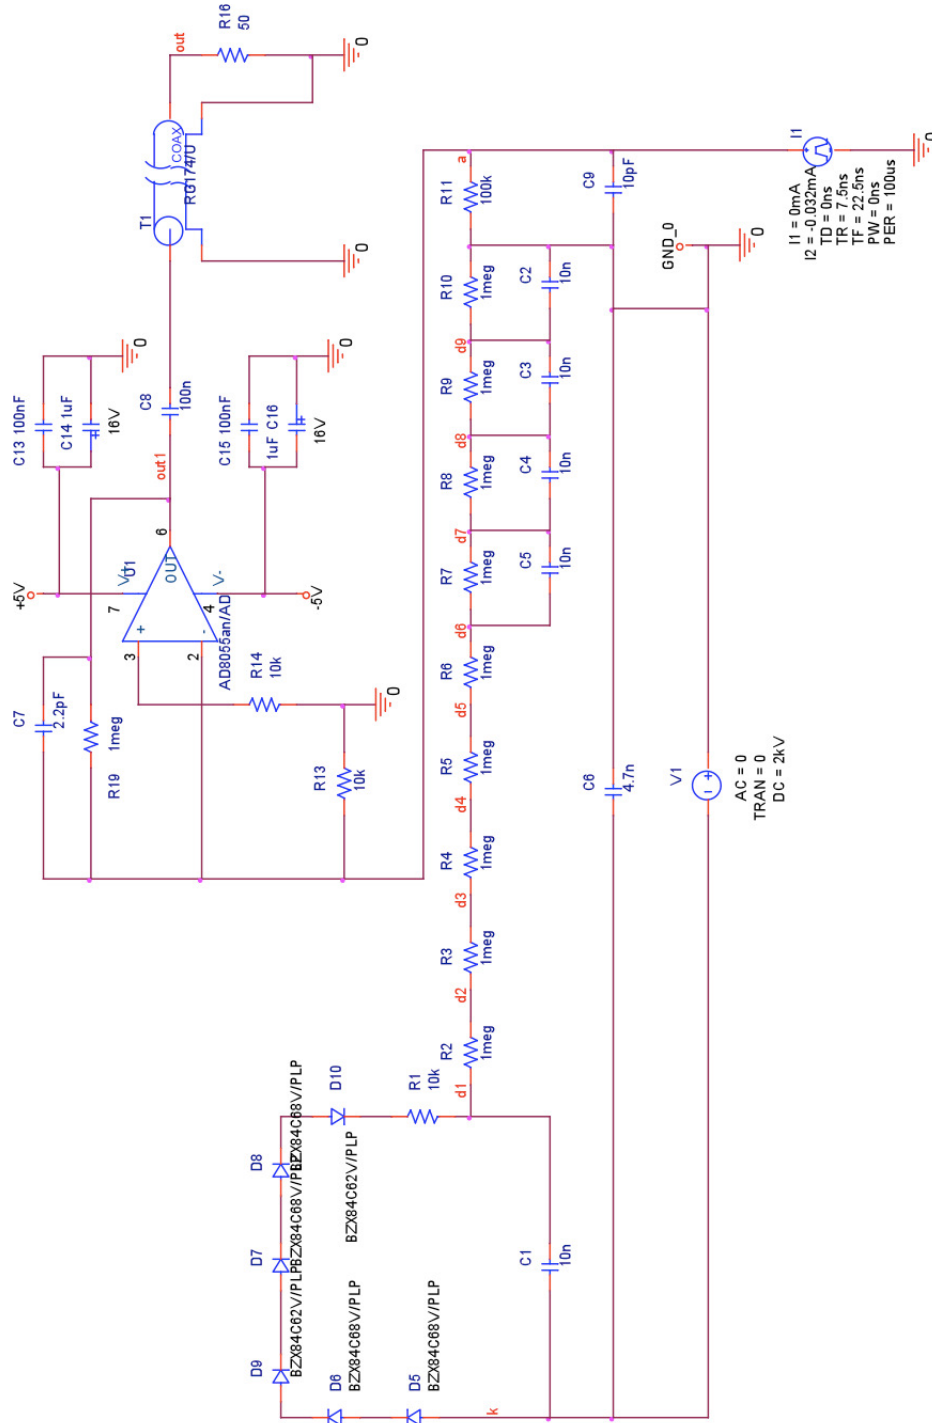 R16
50
out
0
COAX
RG174/U
T1
0
C13 100nF
C14 1uF
16V
0
C8
100n
out1
C15 100nF
1uF C16
16V
0
+5V
V+
U1
7
OUT
6
V-
4
-5V
+
-
3
2
AD8055an/AD
C7
2.2pF
R19
1meg
R14
10k
0
R13
10k
a
R11
100k
C9
10pF
I1
I1 = 0mA
I2 = -0.032mA
TD = 0ns
TR = 7.5ns
TF = 22.5ns
PW = 0ns
PER = 100us
0
GND_0
0
R10
1meg
C2
10n
d9
R9
1meg
C3
10n
d8
R8
1meg
C4
10n
d7
R7
1meg
C5
10n
d6
R6
1meg
d5
R5
1meg
d4
R4
1meg
d3
R3
1meg
d2
R2
1meg
d1
C6
4.7n
V1
+
-
AC = 0
TRAN = 0
DC = 2kV
R1
10k
D10
BZX84C62V/PLP
D8
BZX84C68V/PLP
D7
BZX84C68V/PLP
D9
BZX84C62V/PLP
D6
BZX84C68V/PLP
D5
BZX84C68V/PLP
C1
10n
k